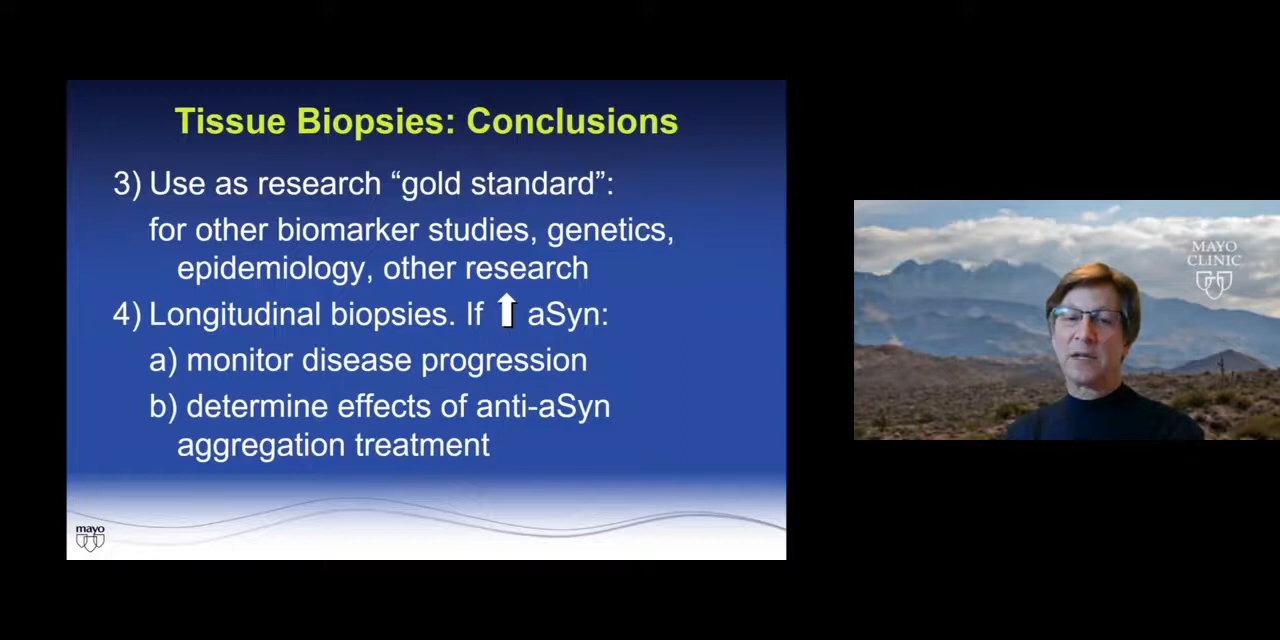 Tissue Biopsies: Conclusions
3) Use as research “gold standard”:
for other biomarker studies, genetics,
epidemiology, other research
4) Longitudinal biopsies. If ⬆ aSyn:
a) monitor disease progression
b) determine effects of anti-aSyn
aggregation treatment
mayo
MAYO
CLINIC